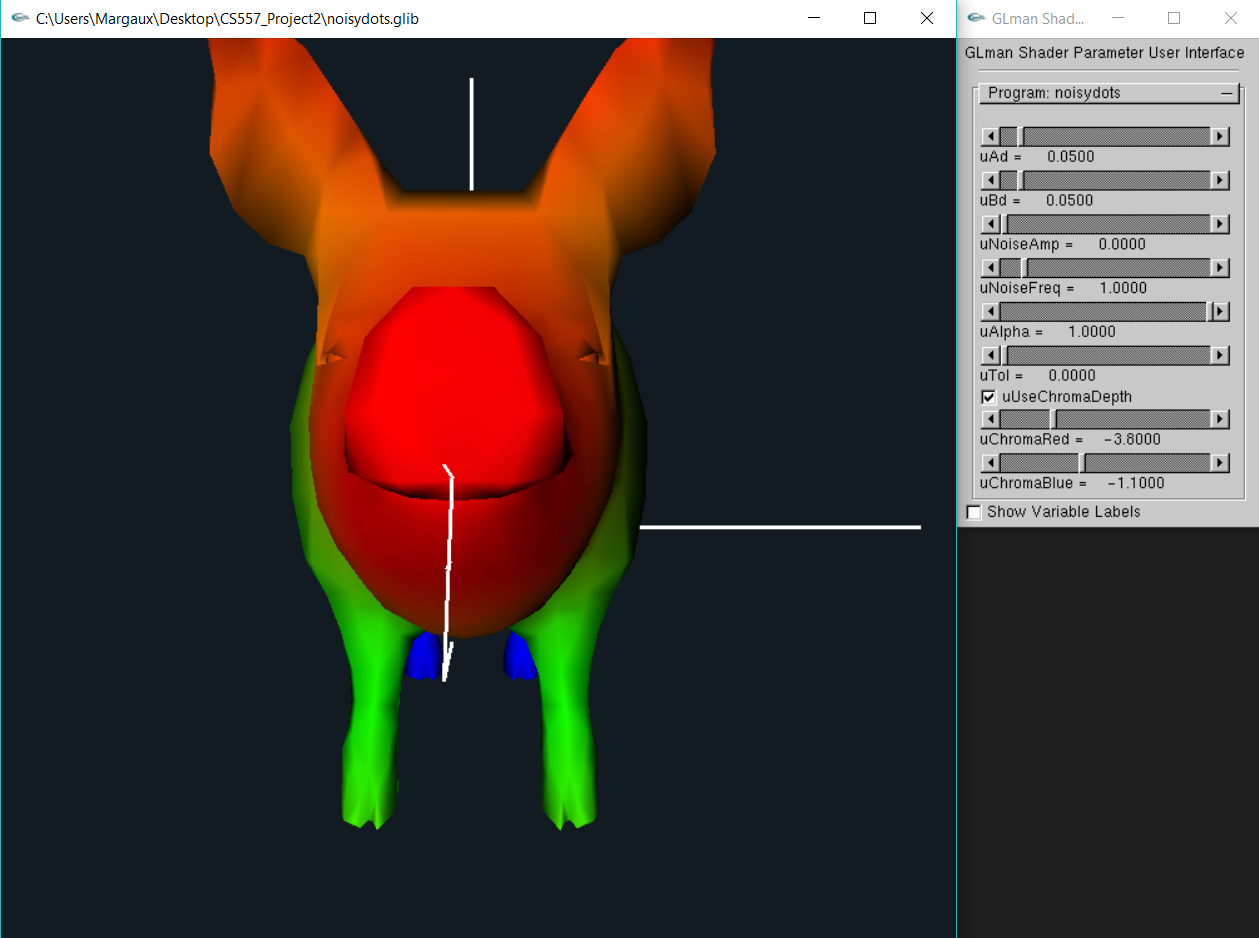 C:\Users\Margaux\Desktop\CS557_Project2\noisydots.glib
GLman Shad...
GLman Shader Parameter User Interface
Program: noisydots
uAd = 0.0500
uBd = 0.0500
uNoiseAmp = 0.0000
uNoiseFreq = 1.0000
uAlpha = 1.0000
uTol = 0.0000
uUseChromaDepth
uChromaRed = -3.8000
uChromaBlue = -1.1000
Show Variable Labels